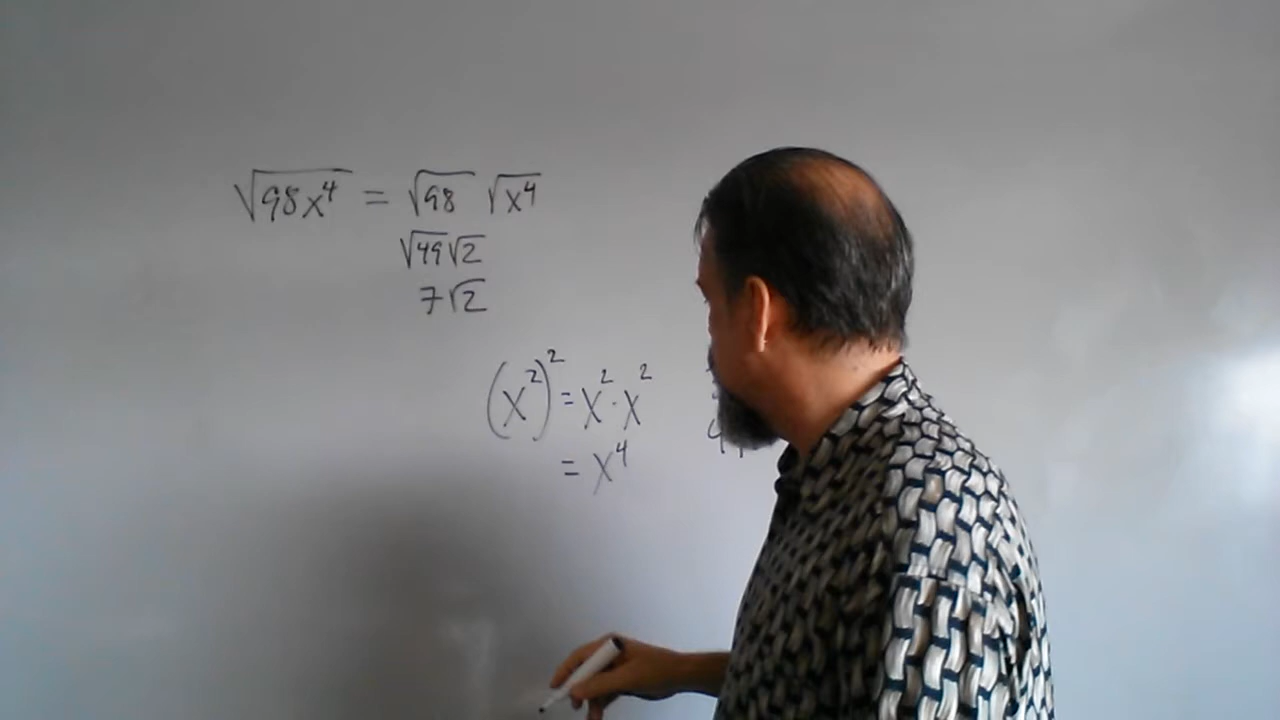 √98x⁴ = √98 √x⁴
√49√2
7√2
(x²)² = x² · x²
= x⁴